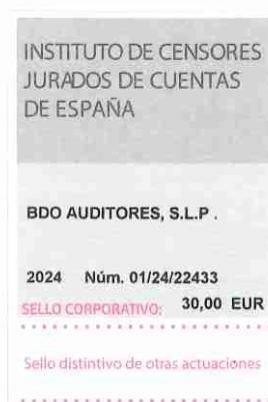 INSTITUTO DE CENSORES
JURADOS DE CUENTAS
DE ESPAÑA
BDO AUDITORES, S.L.P .
2024 Núm. 01/24/22433
SELLO CORPORATIVO: 30,00 EUR
Sello distintivo de otras actuaciones